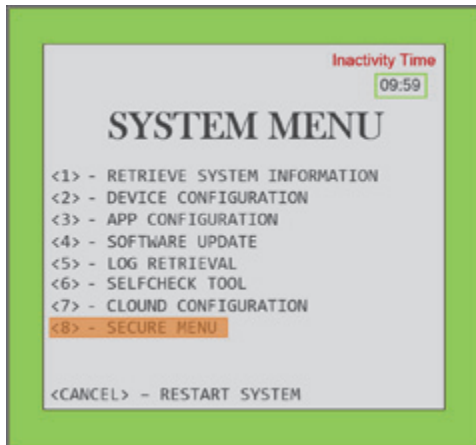 Inactivity Time
09:59
SYSTEM MENU
<1> - RETRIEVE SYSTEM INFORMATION
<2> - DEVICE CONFIGURATION
<3> - APP CONFIGURATION
<4> - SOFTWARE UPDATE
<5> - LOG RETRIEVAL
<6> - SELFCHECK TOOL
<7> - CLOUND CONFIGURATION
<8> - SECURE MENU
<CANCEL> - RESTART SYSTEM